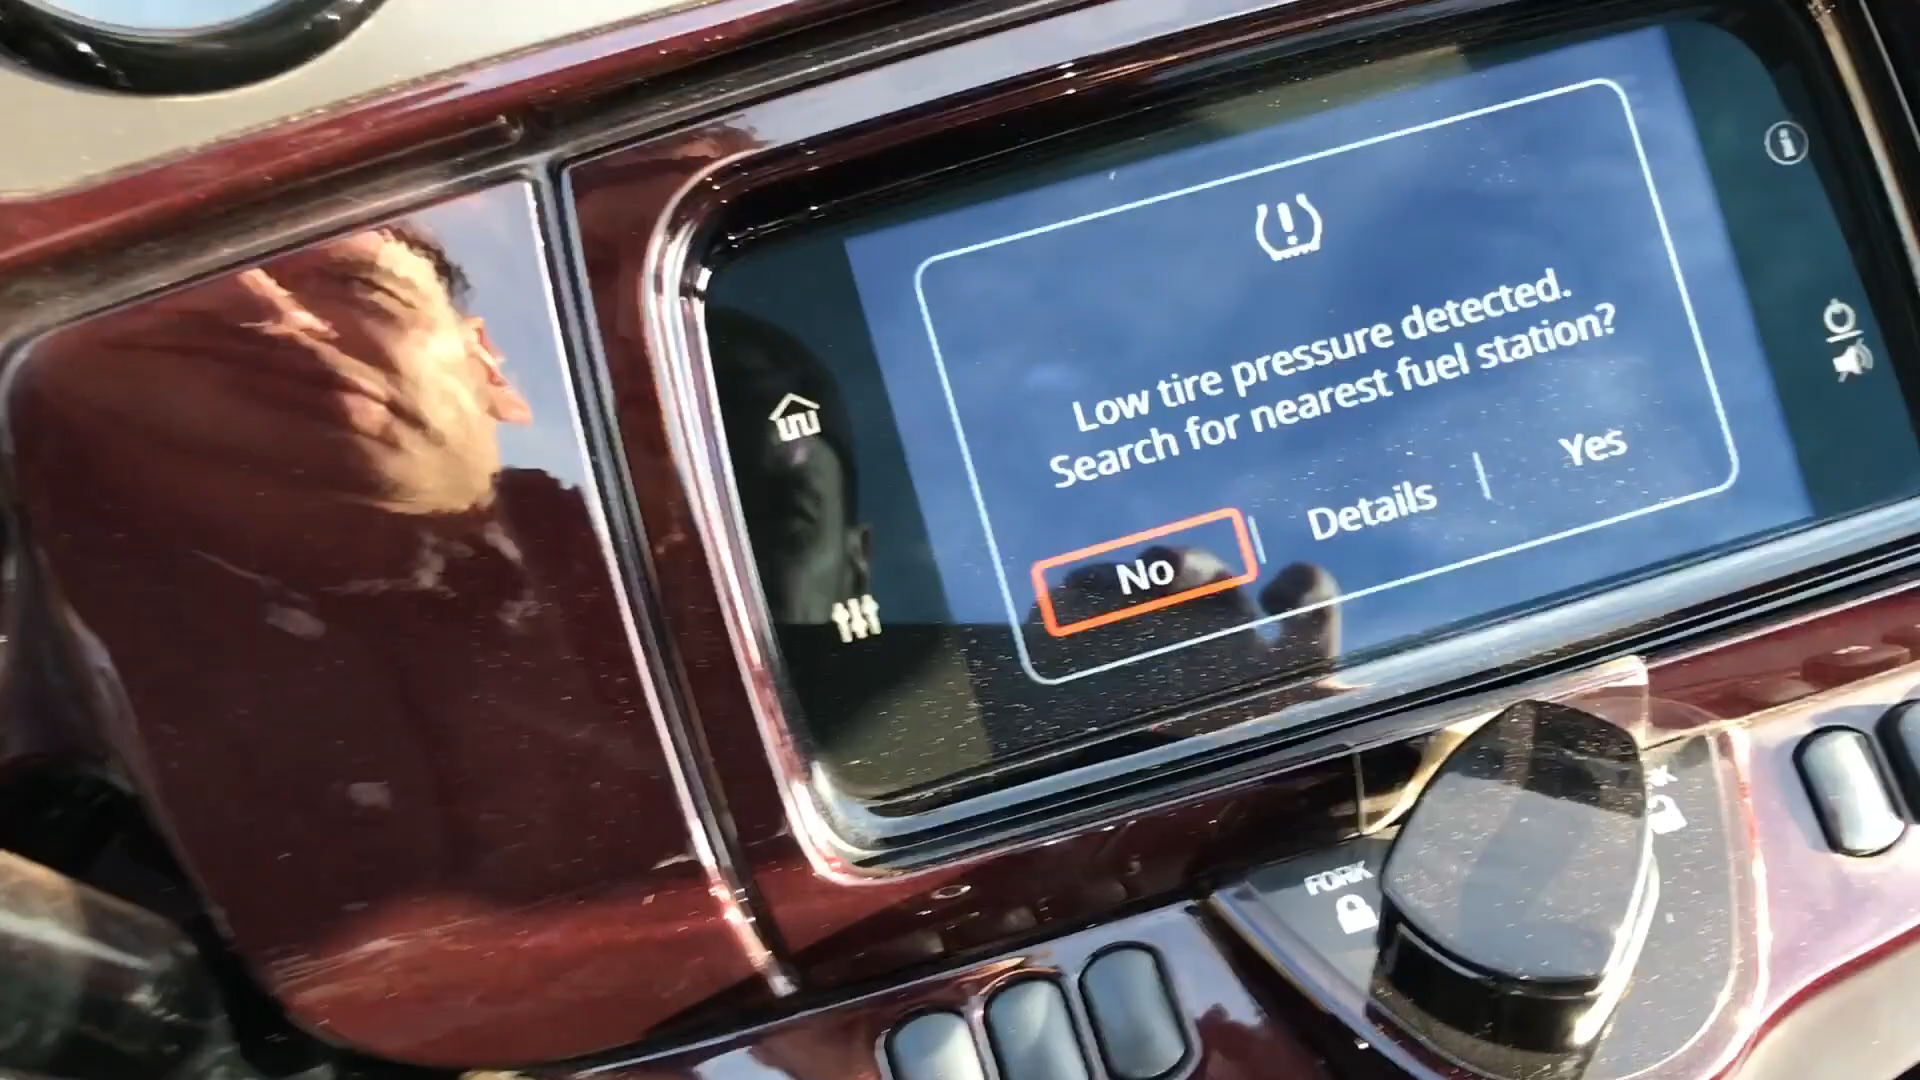 Low tire pressure detected.
Search for nearest fuel station?
No
Details
Yes
FORK